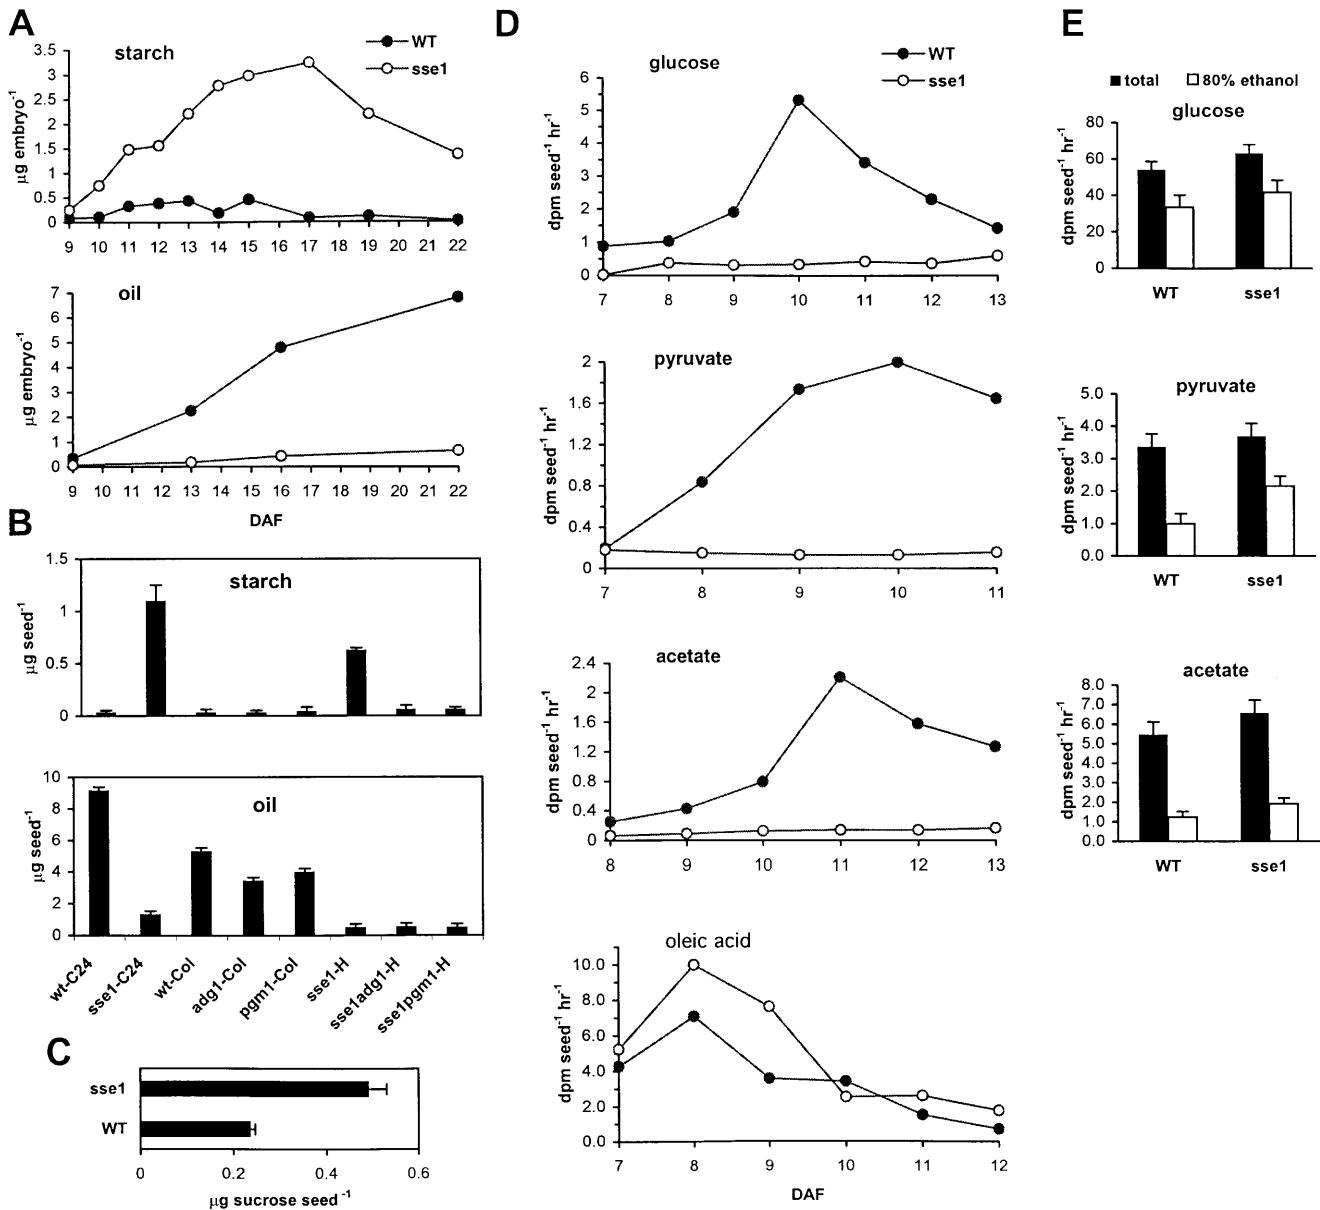 A
starch
WT
sse1
3.5
3
2.5
2
1.5
1
0.5
0
µg embryo-1
9 10 11 12 13 14 15 16 17 18 19 20 21 22
oil
7
6
5
4
3
2
1
0
µg embryo-1
9 10 11 12 13 14 15 16 17 18 19 20 21 22
DAF
B
starch
1.5
1
0.5
0
µg seed-1
oil
10
8
6
4
2
0
µg seed-1
wt-C24
sse1-C24
wt-Col
adg1-Col
pgm1-Col
sse1-H
sse1adg1-H
sse1pgm1-H
C
sse1
WT
0 0.2 0.4 0.6
µg sucrose seed -1
D
glucose
WT
sse1
6
5
4
3
2
1
0
dpm seed-1 hr-1
7 8 9 10 11 12 13
pyruvate
2
1.6
1.2
0.8
0.4
0
dpm seed-1 hr-1
7 8 9 10 11
acetate
2.4
2
1.6
1.2
0.8
0.4
0
dpm seed-1 hr-1
8 9 10 11 12 13
oleic acid
10.0
8.0
6.0
4.0
2.0
0.0
dpm seed-1 hr-1
7 8 9 10 11 12
DAF
E
total 80% ethanol
glucose
80
60
40
20
0
dpm seed-1 hr-1
WT sse1
pyruvate
5.0
4.0
3.0
2.0
1.0
0.0
dpm seed-1 hr-1
WT sse1
acetate
8.0
7.0
6.0
5.0
4.0
3.0
2.0
1.0
0.0
dpm seed-1 hr-1
WT sse1